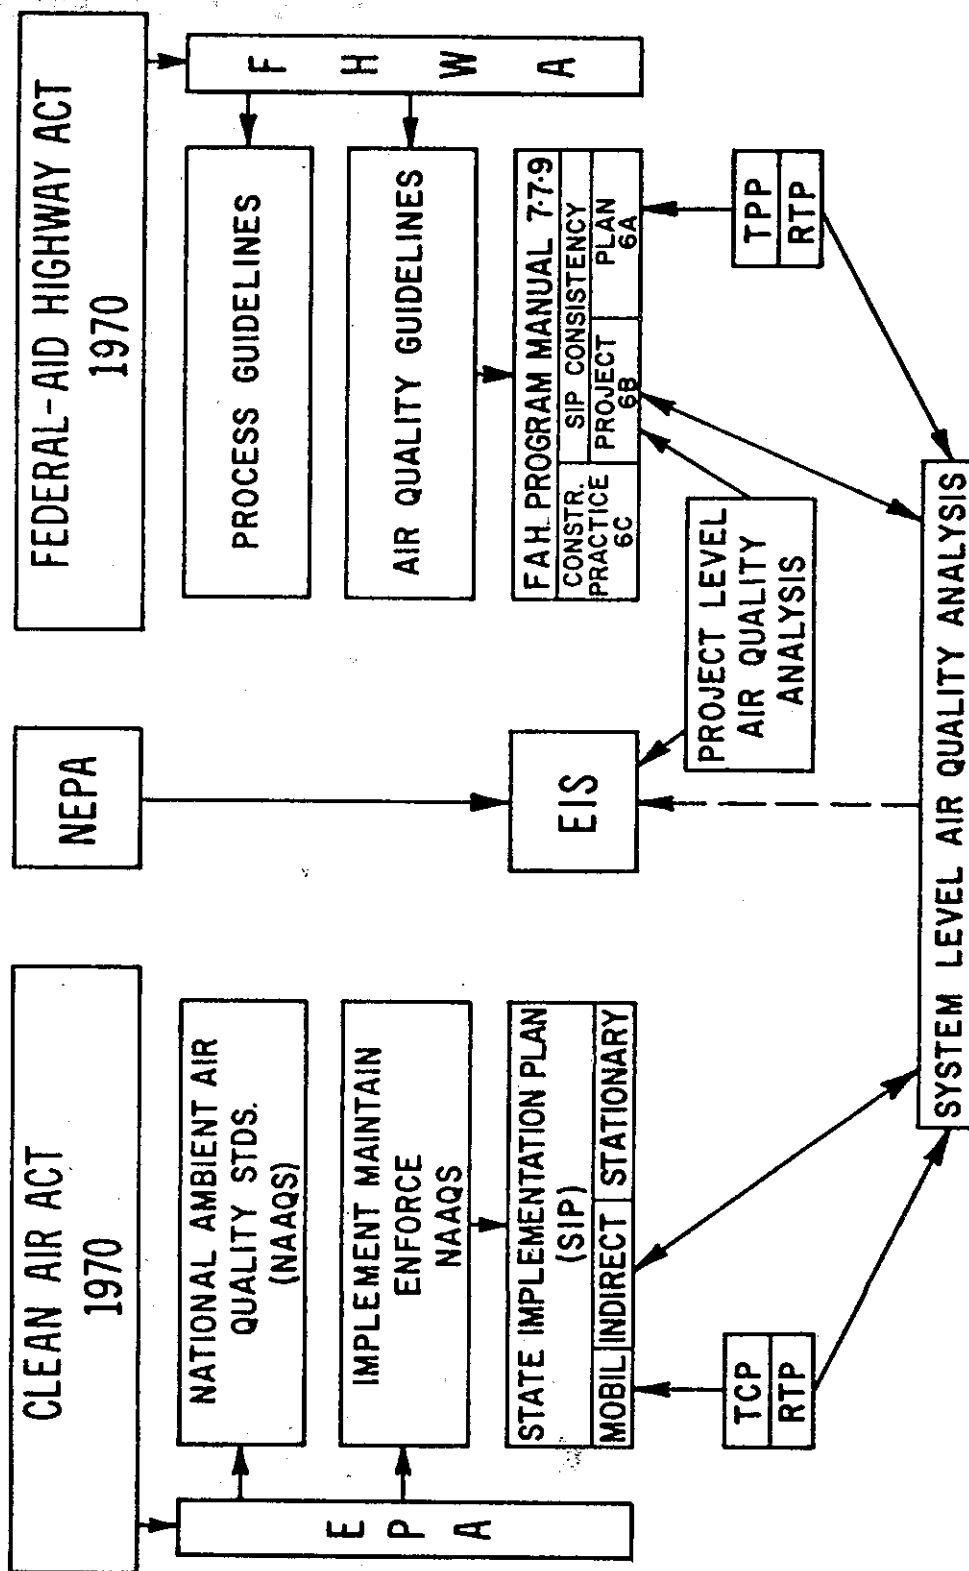 CLEAN AIR ACT
1970
NEPA
FEDERAL-AID HIGHWAY ACT
1970
E
P
A
NATIONAL AMBIENT AIR
QUALITY STDS.
(NAAQS)
IMPLEMENT MAINTAIN
ENFORCE
NAAQS
STATE IMPLEMENTATION PLAN
(SIP)
MOBIL INDIRECT STATIONARY
TCP
RTP
EIS
PROJECT LEVEL
AIR QUALITY
ANALYSIS
F
H
W
A
PROCESS GUIDELINES
AIR QUALITY GUIDELINES
F A H. PROGRAM MANUAL 7·7·9
CONSTR.
PRACTICE
6C
SIP CONSISTENCY
PROJECT
6B
PLAN
6A
TPP
RTP
SYSTEM LEVEL AIR QUALITY ANALYSIS